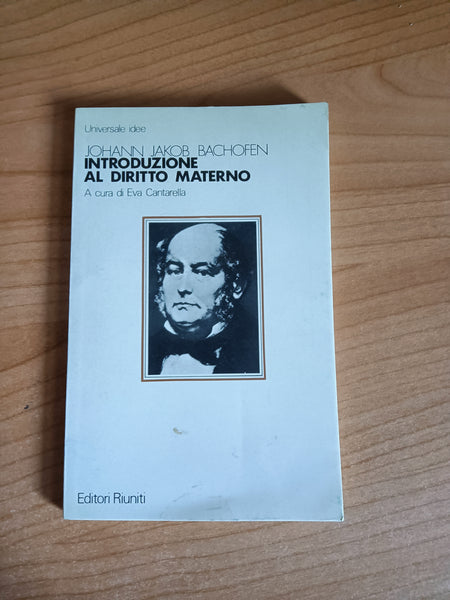 Universale idee
JOHANN JAKOB BACHOFEN
INTRODUZIONE
AL DIRITTO MATERNO
A cura di Eva Cantarella
Editori Riuniti